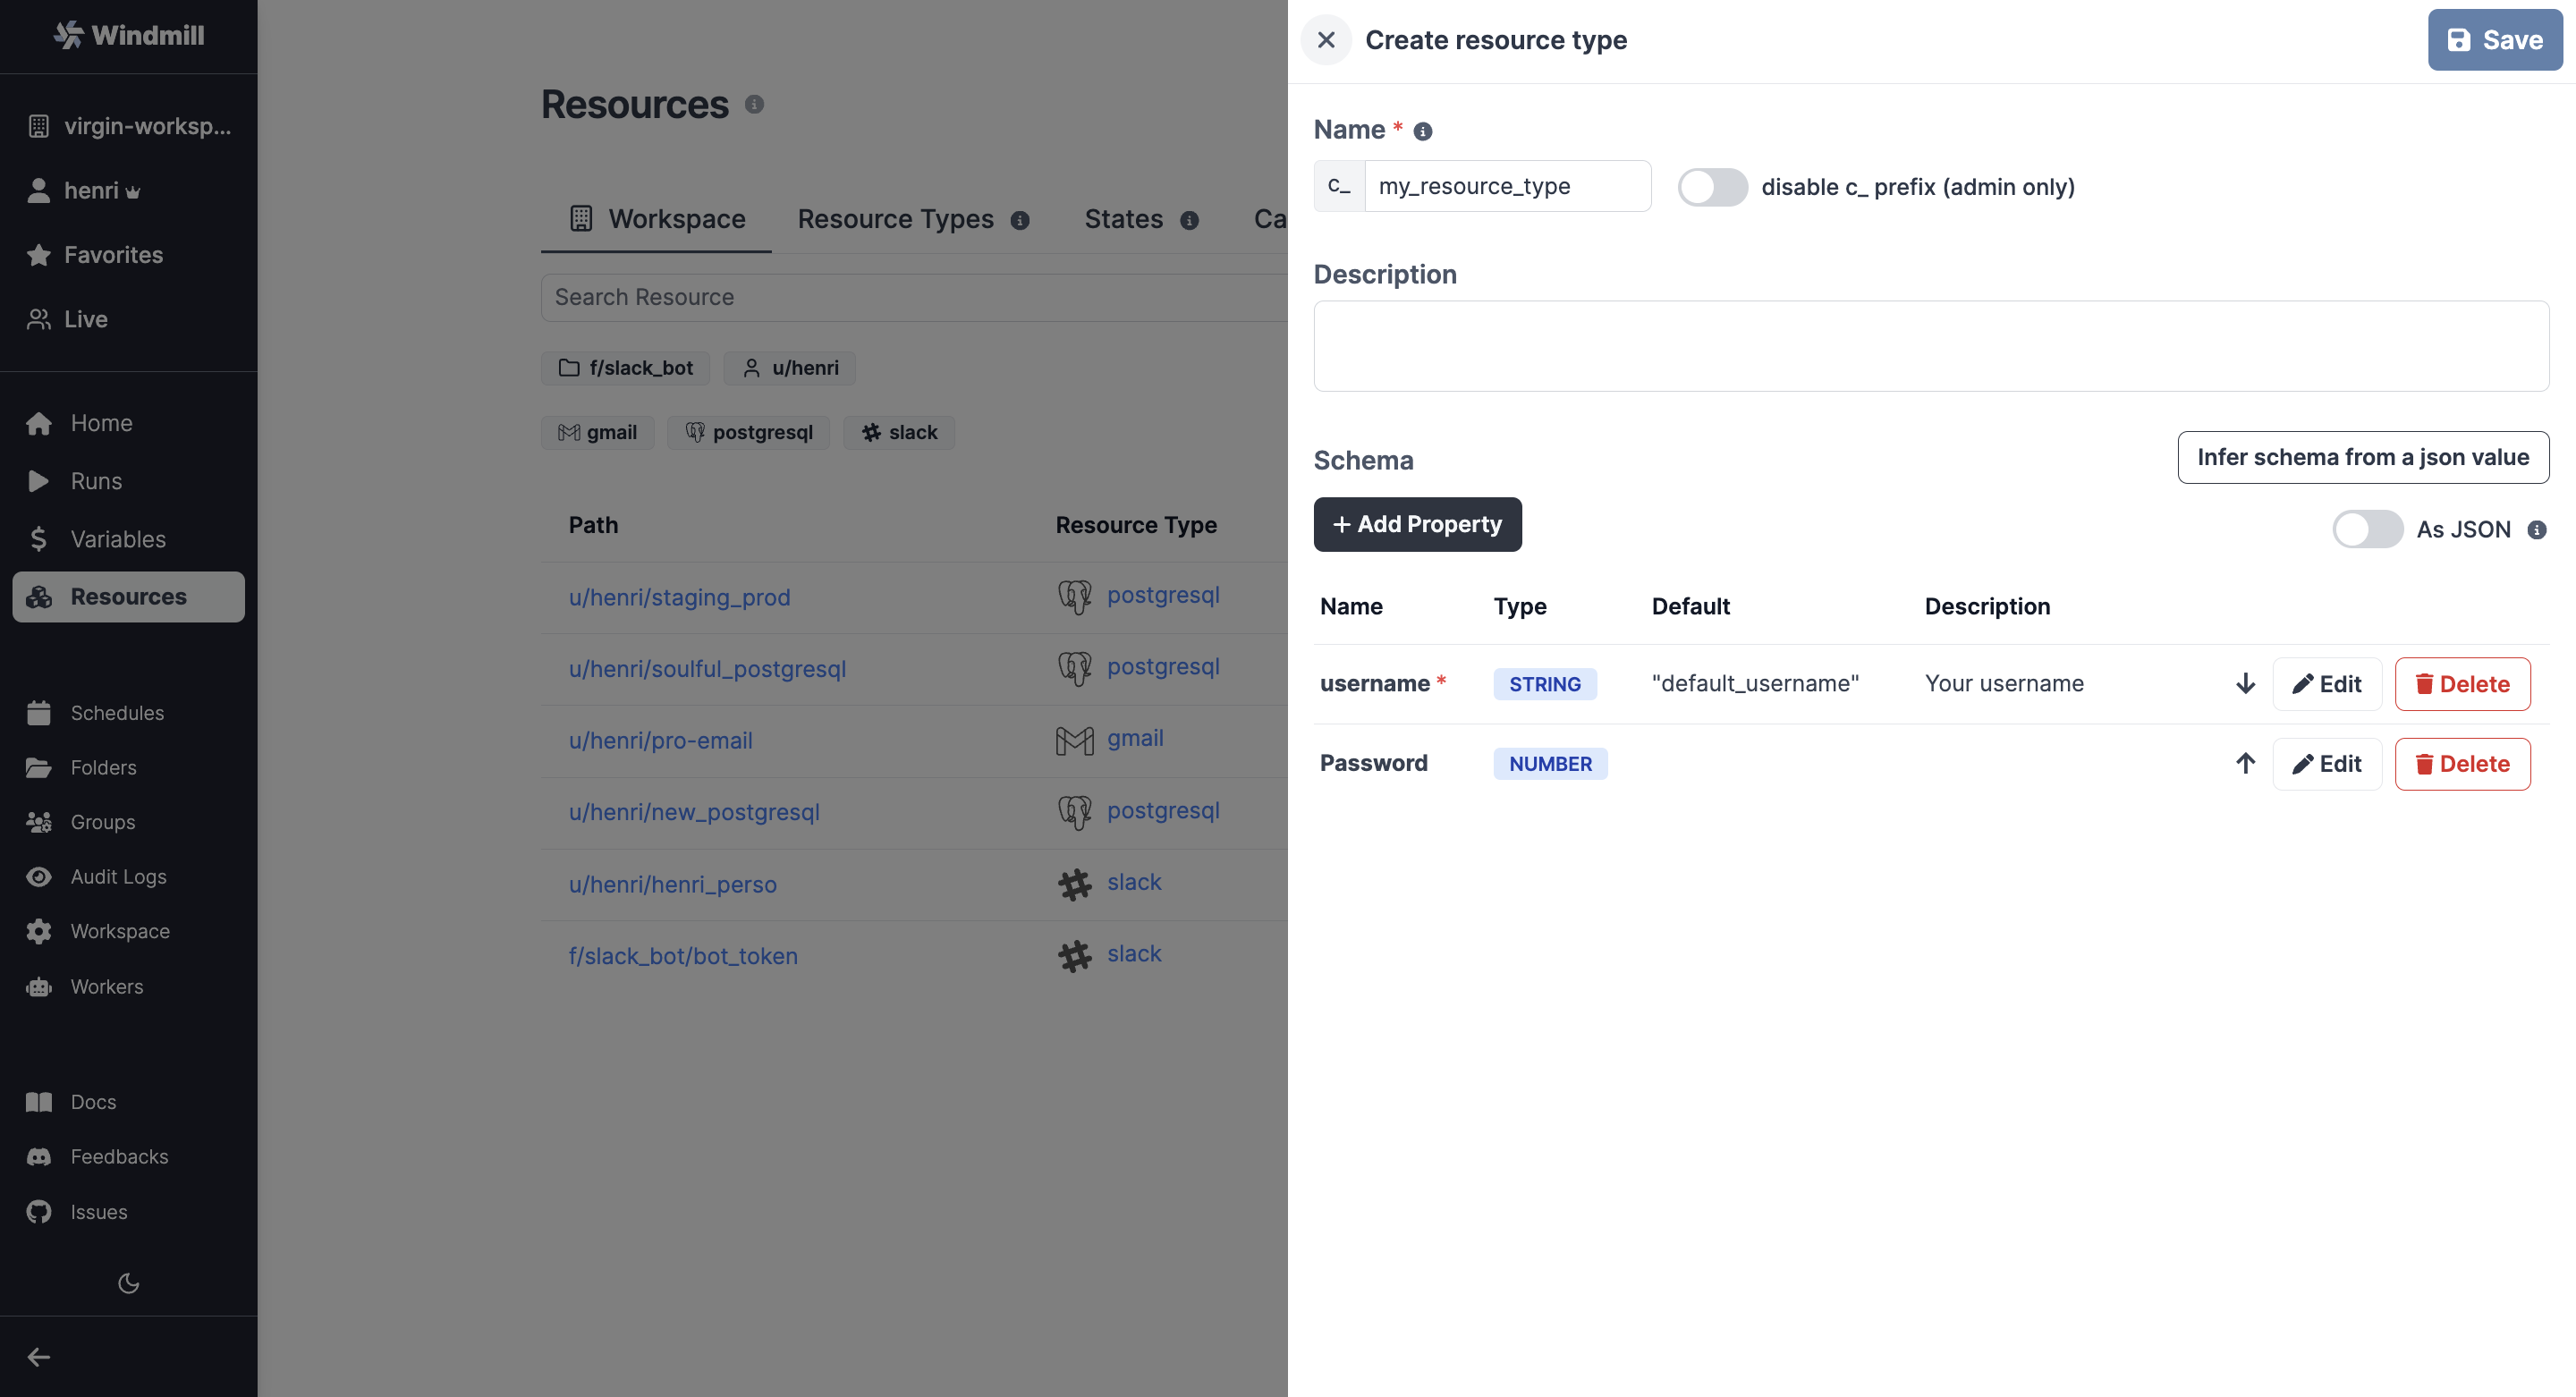 Windmill
virgin-worksp...
henri
Favorites
Live
Home
Runs
Variables
Resources
Schedules
Folders
Groups
Audit Logs
Workspace
Workers
Docs
Feedbacks
Issues
Resources
Workspace Resource Types States Ca
Search Resource
f/slack_bot u/henri
gmail postgresql slack
Path Resource Type
u/henri/staging_prod postgresql
u/henri/soulful_postgresql postgresql
u/henri/pro-email gmail
u/henri/new_postgresql postgresql
u/henri/henri_perso slack
f/slack_bot/bot_token slack
Create resource type Save
Name *
c_ my_resource_type disable c_ prefix (admin only)
Description
Schema Infer schema from a json value
+ Add Property As JSON
Name Type Default Description
username * STRING "default_username" Your username Edit Delete
Password NUMBER Edit Delete